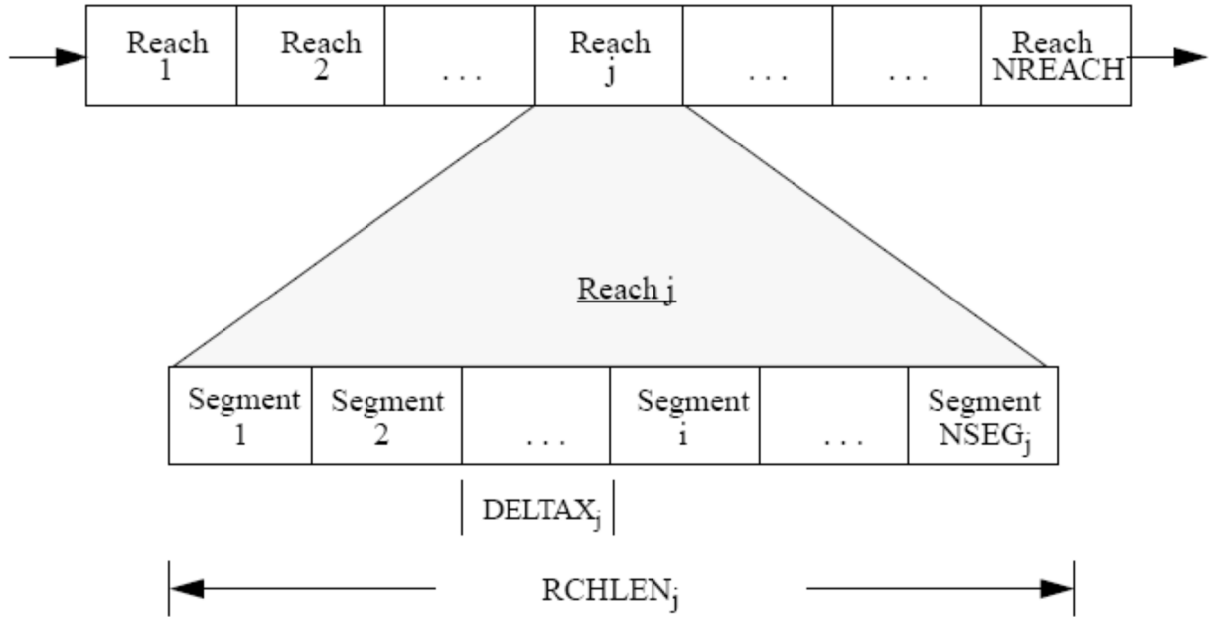 Reach
1
Reach
2
. . .
Reach
j
. . .
. . .
Reach
NREACH
Reach j
Segment
1
Segment
2
. . .
Segment
i
. . .
Segment
NSEGj
DELTAXj
RCHLENj